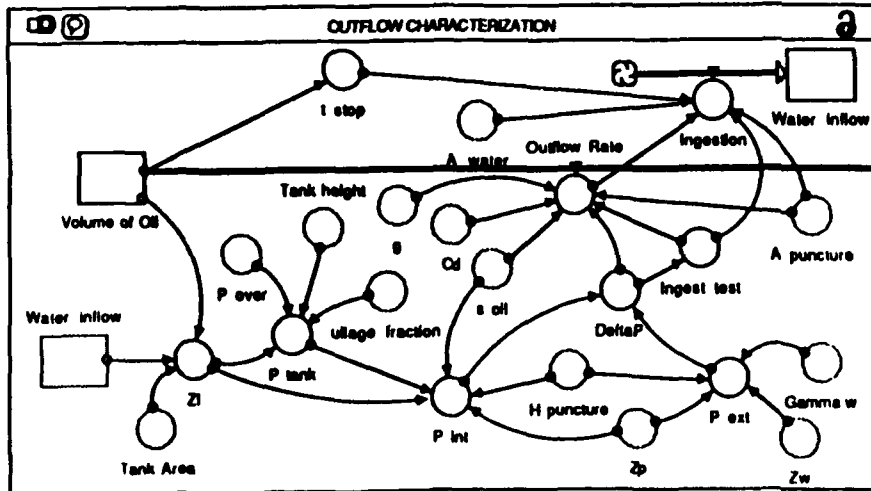 OUTFLOW CHARACTERIZATION
t stop
Water inflow
A water
Outflow Rate
Ingestion
Volume of Oil
Tank height
g
Cd
s oil
A puncture
P over
Ingest test
Water inflow
ullage fraction
DeltaP
Zl
P tank
P int
H puncture
P ext
Gamma w
Tank Area
Zp
Zw